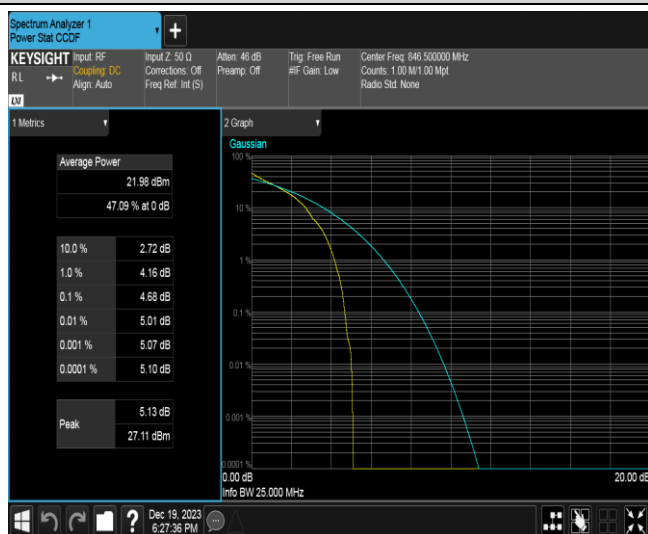 Spectrum Analyzer 1
Power Stat CCDF
+
KEYSIGHT
R L
LXI
Input: RF
Coupling: DC
Align: Auto
Input Z: 50 Ω
Corrections: Off
Freq Ref: Int (S)
Atten: 46 dB
Preamp: Off
Trig: Free Run
#IF Gain: Low
Center Freq: 846.500000 MHz
Counts: 1.00 M/1.00 Mpt
Radio Std: None
1 Metrics
Average Power
21.98 dBm
47.09 % at 0 dB
10.0 % 2.72 dB
1.0 % 4.16 dB
0.1 % 4.68 dB
0.01 % 5.01 dB
0.001 % 5.07 dB
0.0001 % 5.10 dB
Peak
5.13 dB
27.11 dBm
2 Graph
Gaussian
100 %
10 %
1 %
0.1 %
0.01 %
0.001 %
0.0001 %
0.00 dB 20.00 dB
Info BW 25.000 MHz
?
Dec 19, 2023
6:27:36 PM